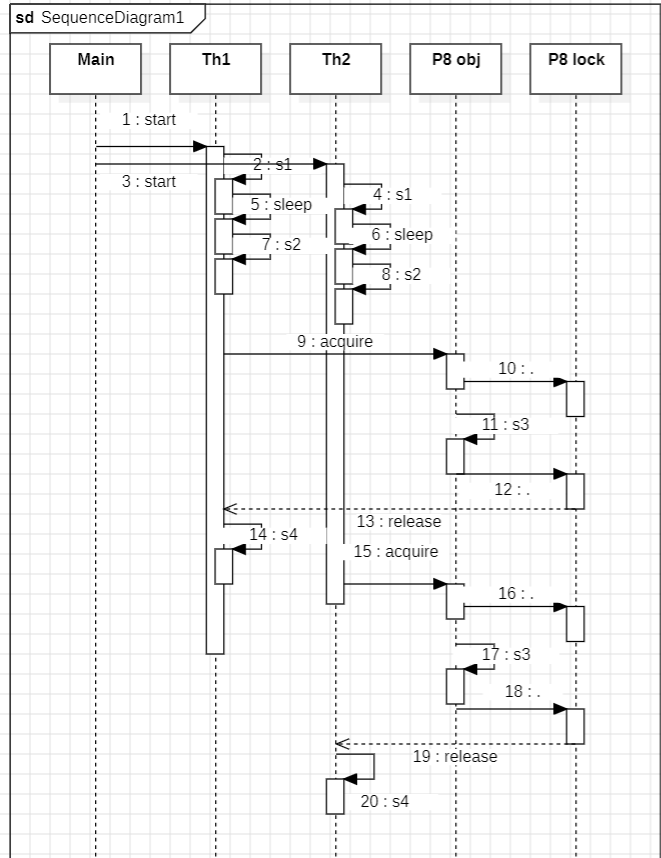 sd SequenceDiagram1
Main
Th1
Th2
P8 obj
P8 lock
1 : start
2 : s1
3 : start
4 : s1
5 : sleep
6 : sleep
7 : s2
8 : s2
9 : acquire
10 : .
11 : s3
12 : .
13 : release
14 : s4
15 : acquire
16 : .
17 : s3
18 : .
19 : release
20 : s4